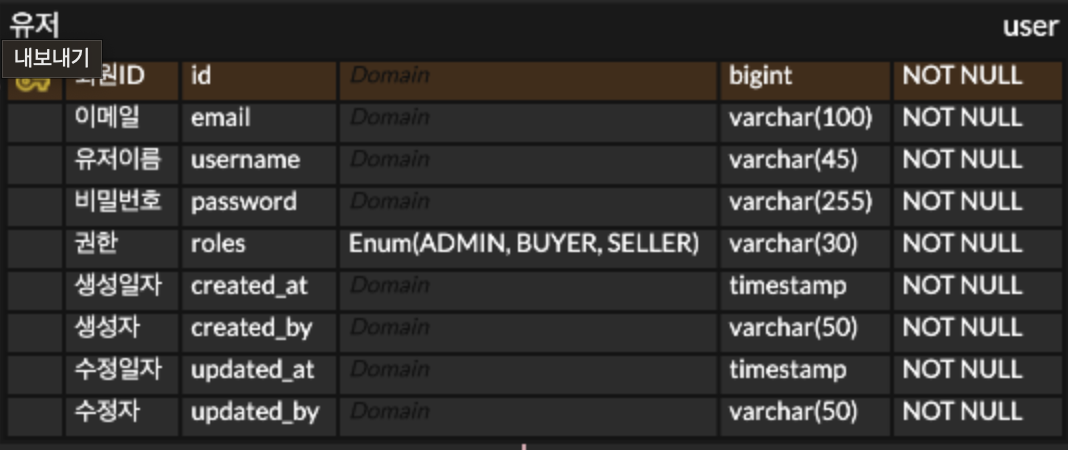 유저 user
내보내기
회원ID id Domain bigint NOT NULL
이메일 email Domain varchar(100) NOT NULL
유저이름 username Domain varchar(45) NOT NULL
비밀번호 password Domain varchar(255) NOT NULL
권한 roles Enum(ADMIN, BUYER, SELLER) varchar(30) NOT NULL
생성일자 created_at Domain timestamp NOT NULL
생성자 created_by Domain varchar(50) NOT NULL
수정일자 updated_at Domain timestamp NOT NULL
수정자 updated_by Domain varchar(50) NOT NULL